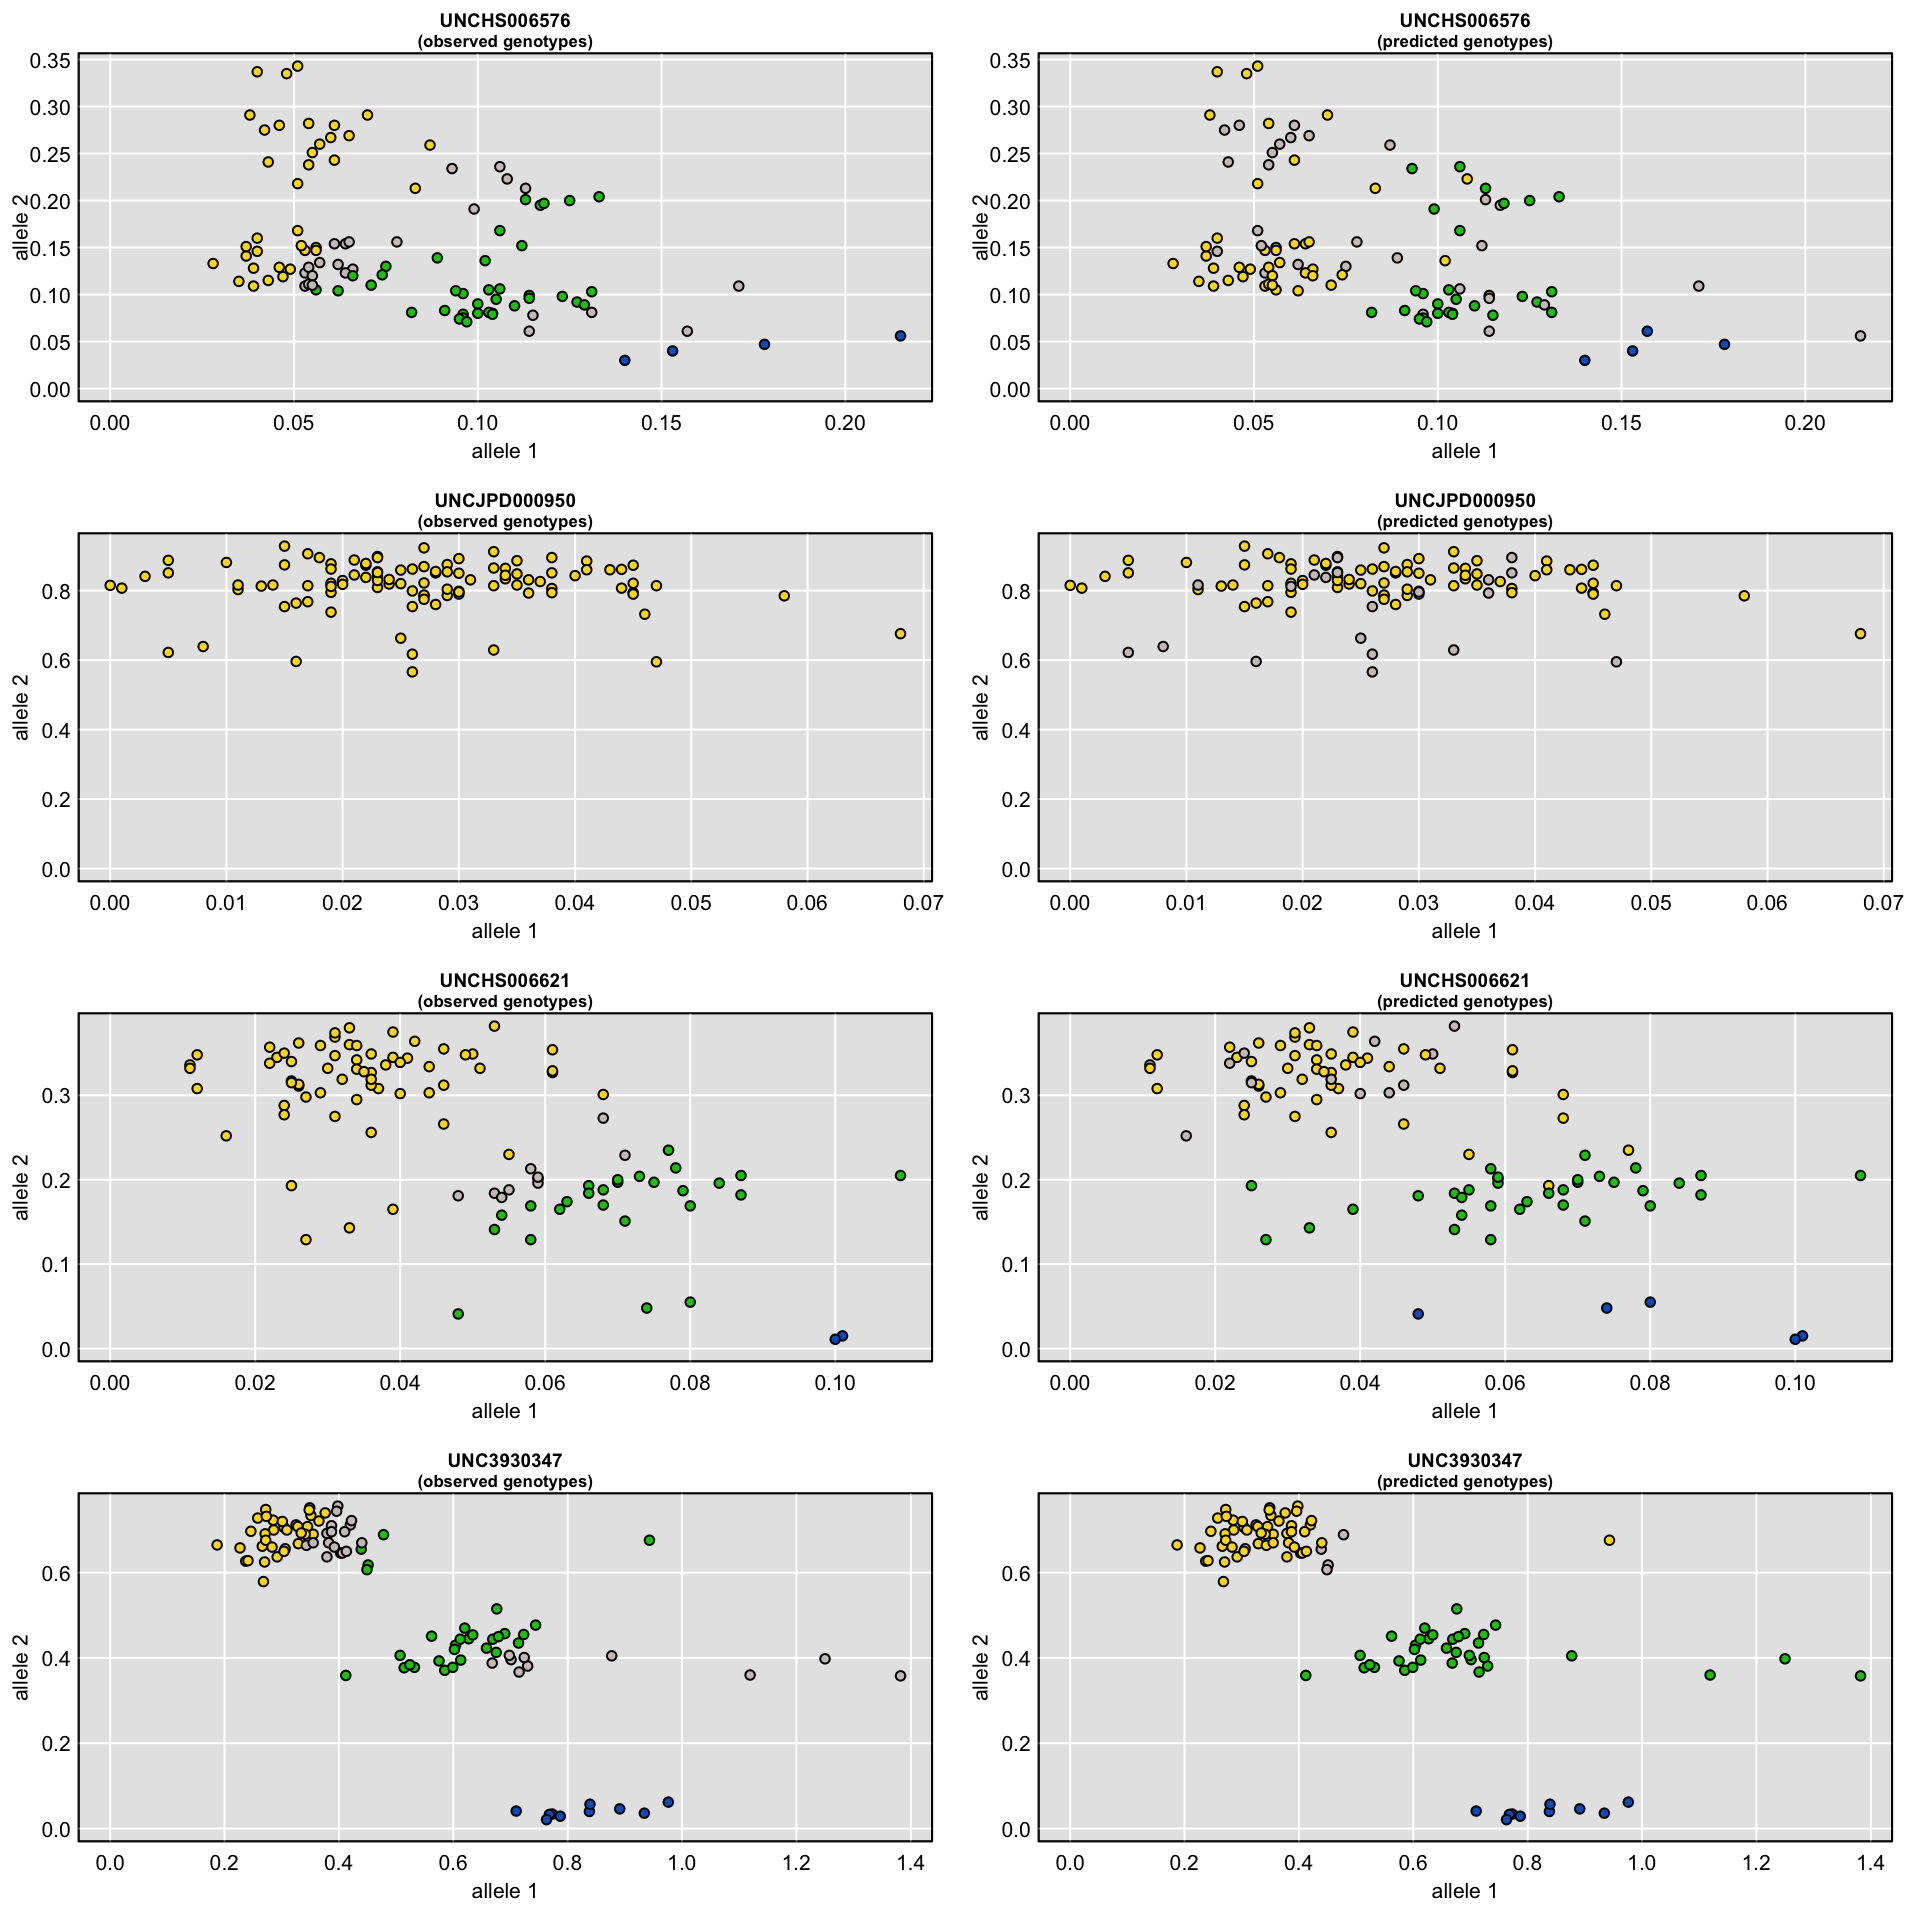 UNCHS006576
(observed genotypes)
0.35
0.30
0.25
0.20
0.15
0.10
0.05
0.00
allele 2
0.00 0.05 0.10 0.15 0.20
allele 1
UNCHS006576
(predicted genotypes)
0.35
0.30
0.25
0.20
0.15
0.10
0.05
0.00
allele 2
0.00 0.05 0.10 0.15 0.20
allele 1
UNCJPD000950
(observed genotypes)
0.8
0.6
0.4
0.2
0.0
allele 2
0.00 0.01 0.02 0.03 0.04 0.05 0.06 0.07
allele 1
UNCJPD000950
(predicted genotypes)
0.8
0.6
0.4
0.2
0.0
allele 2
0.00 0.01 0.02 0.03 0.04 0.05 0.06 0.07
allele 1
UNCHS006621
(observed genotypes)
0.3
0.2
0.1
0.0
allele 2
0.00 0.02 0.04 0.06 0.08 0.10
allele 1
UNCHS006621
(predicted genotypes)
0.3
0.2
0.1
0.0
allele 2
0.00 0.02 0.04 0.06 0.08 0.10
allele 1
UNC3930347
(observed genotypes)
0.6
0.4
0.2
0.0
allele 2
0.0 0.2 0.4 0.6 0.8 1.0 1.2 1.4
allele 1
UNC3930347
(predicted genotypes)
0.6
0.4
0.2
0.0
allele 2
0.0 0.2 0.4 0.6 0.8 1.0 1.2 1.4
allele 1